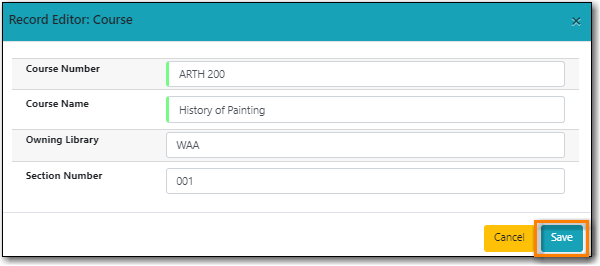 Record Editor: Course ×
Course Number ARTH 200
Course Name History of Painting
Owning Library WAA
Section Number 001
Cancel Save